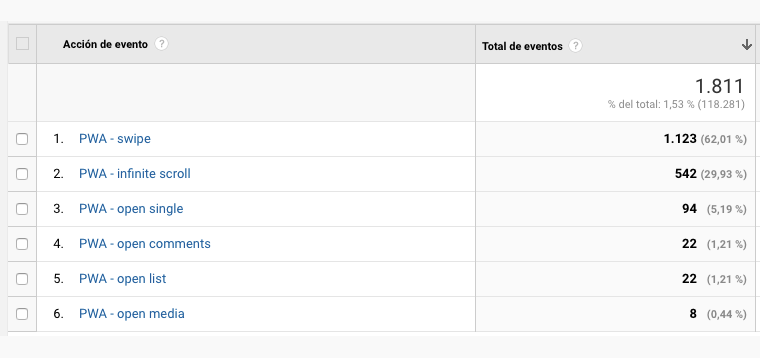 Acción de evento ? Total de eventos ?
1.811
% del total: 1,53 % (118.281)
1. PWA - swipe 1.123 (62,01 %)
2. PWA - infinite scroll 542 (29,93 %)
3. PWA - open single 94 (5,19 %)
4. PWA - open comments 22 (1,21 %)
5. PWA - open list 22 (1,21 %)
6. PWA - open media 8 (0,44 %)